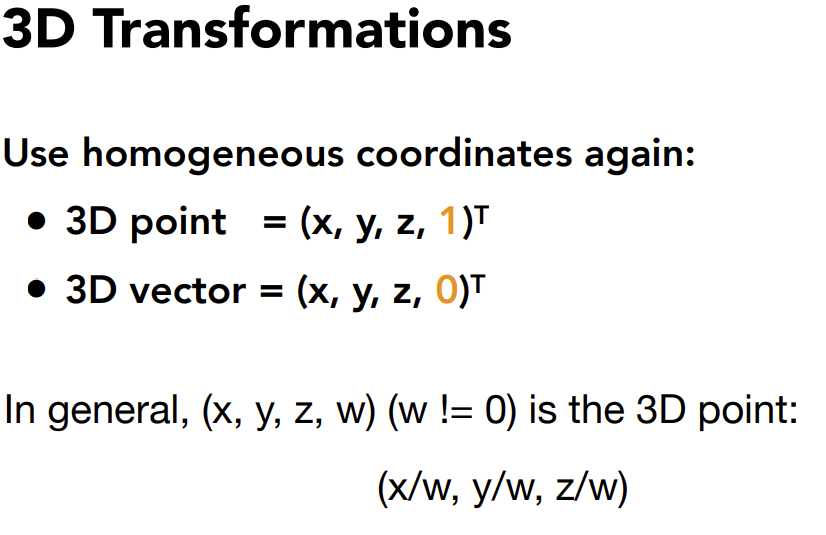 3D Transformations
Use homogeneous coordinates again:
• 3D point = (x, y, z, 1)ᵀ
• 3D vector = (x, y, z, 0)ᵀ
In general, (x, y, z, w) (w != 0) is the 3D point:
(x/w, y/w, z/w)